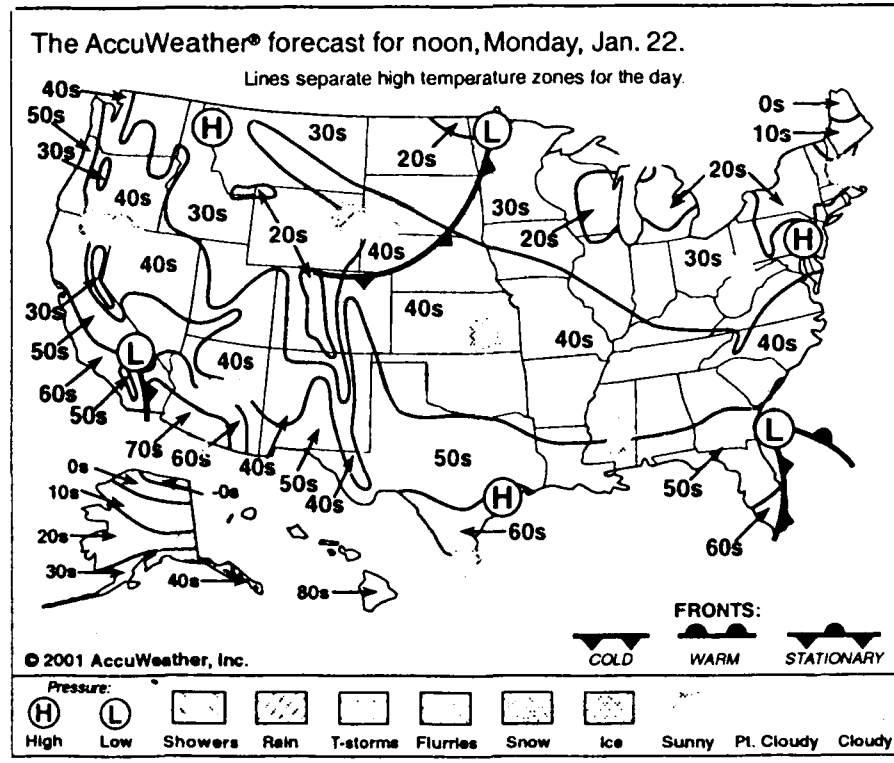 The AccuWeather® forecast for noon, Monday, Jan. 22.
Lines separate high temperature zones for the day.
40s
50s
30s
40s
30s
20s
40s
30s
50s
60s
50s
70s
60s
40s
50s
40s
40s
30s
20s
40s
40s
30s
20s
20s
0s
10s
30s
40s
40s
50s
60s
50s
60s
H
L
H
L
H
L
0s
-0s
10s
20s
30s
40s
80s
FRONTS:
COLD WARM STATIONARY
© 2001 AccuWeather, Inc.
Pressure:
H L
High Low Showers Rain T-storms Flurries Snow Ice Sunny Pt. Cloudy Cloudy